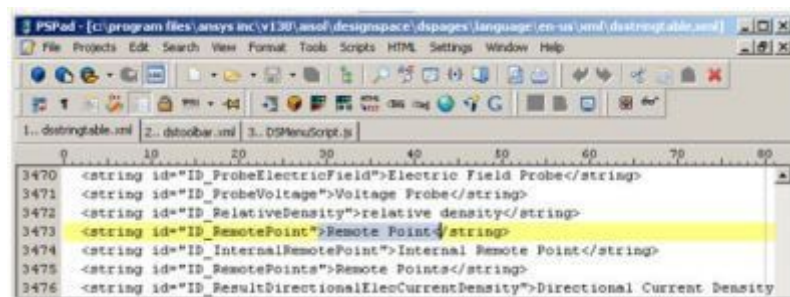 PSPad - [c:\program files\ansys inc\v130\aisol\designspace\dspages\language\en-us\xml\dsstringtable.xml]
File Projects Edit Search View Format Tools Scripts HTML Settings Window Help
1.. dsstringtable.xml 2.. dstoolbar.xml 3.. DSMenuScript.js
0 10 20 30 40 50 60 70 80
3470 <string id="ID_ProbeElectricField">Electric Field Probe</string>
3471 <string id="ID_ProbeVoltage">Voltage Probe</string>
3472 <string id="ID_RelativeDensity">relative density</string>
3473 <string id="ID_RemotePoint">Remote Point</string>
3474 <string id="ID_InternalRemotePoint">Internal Remote Point</string>
3475 <string id="ID_RemotePoints">Remote Points</string>
3476 <string id="ID_ResultDirectionalElecCurrentDensity">Directional Current Density